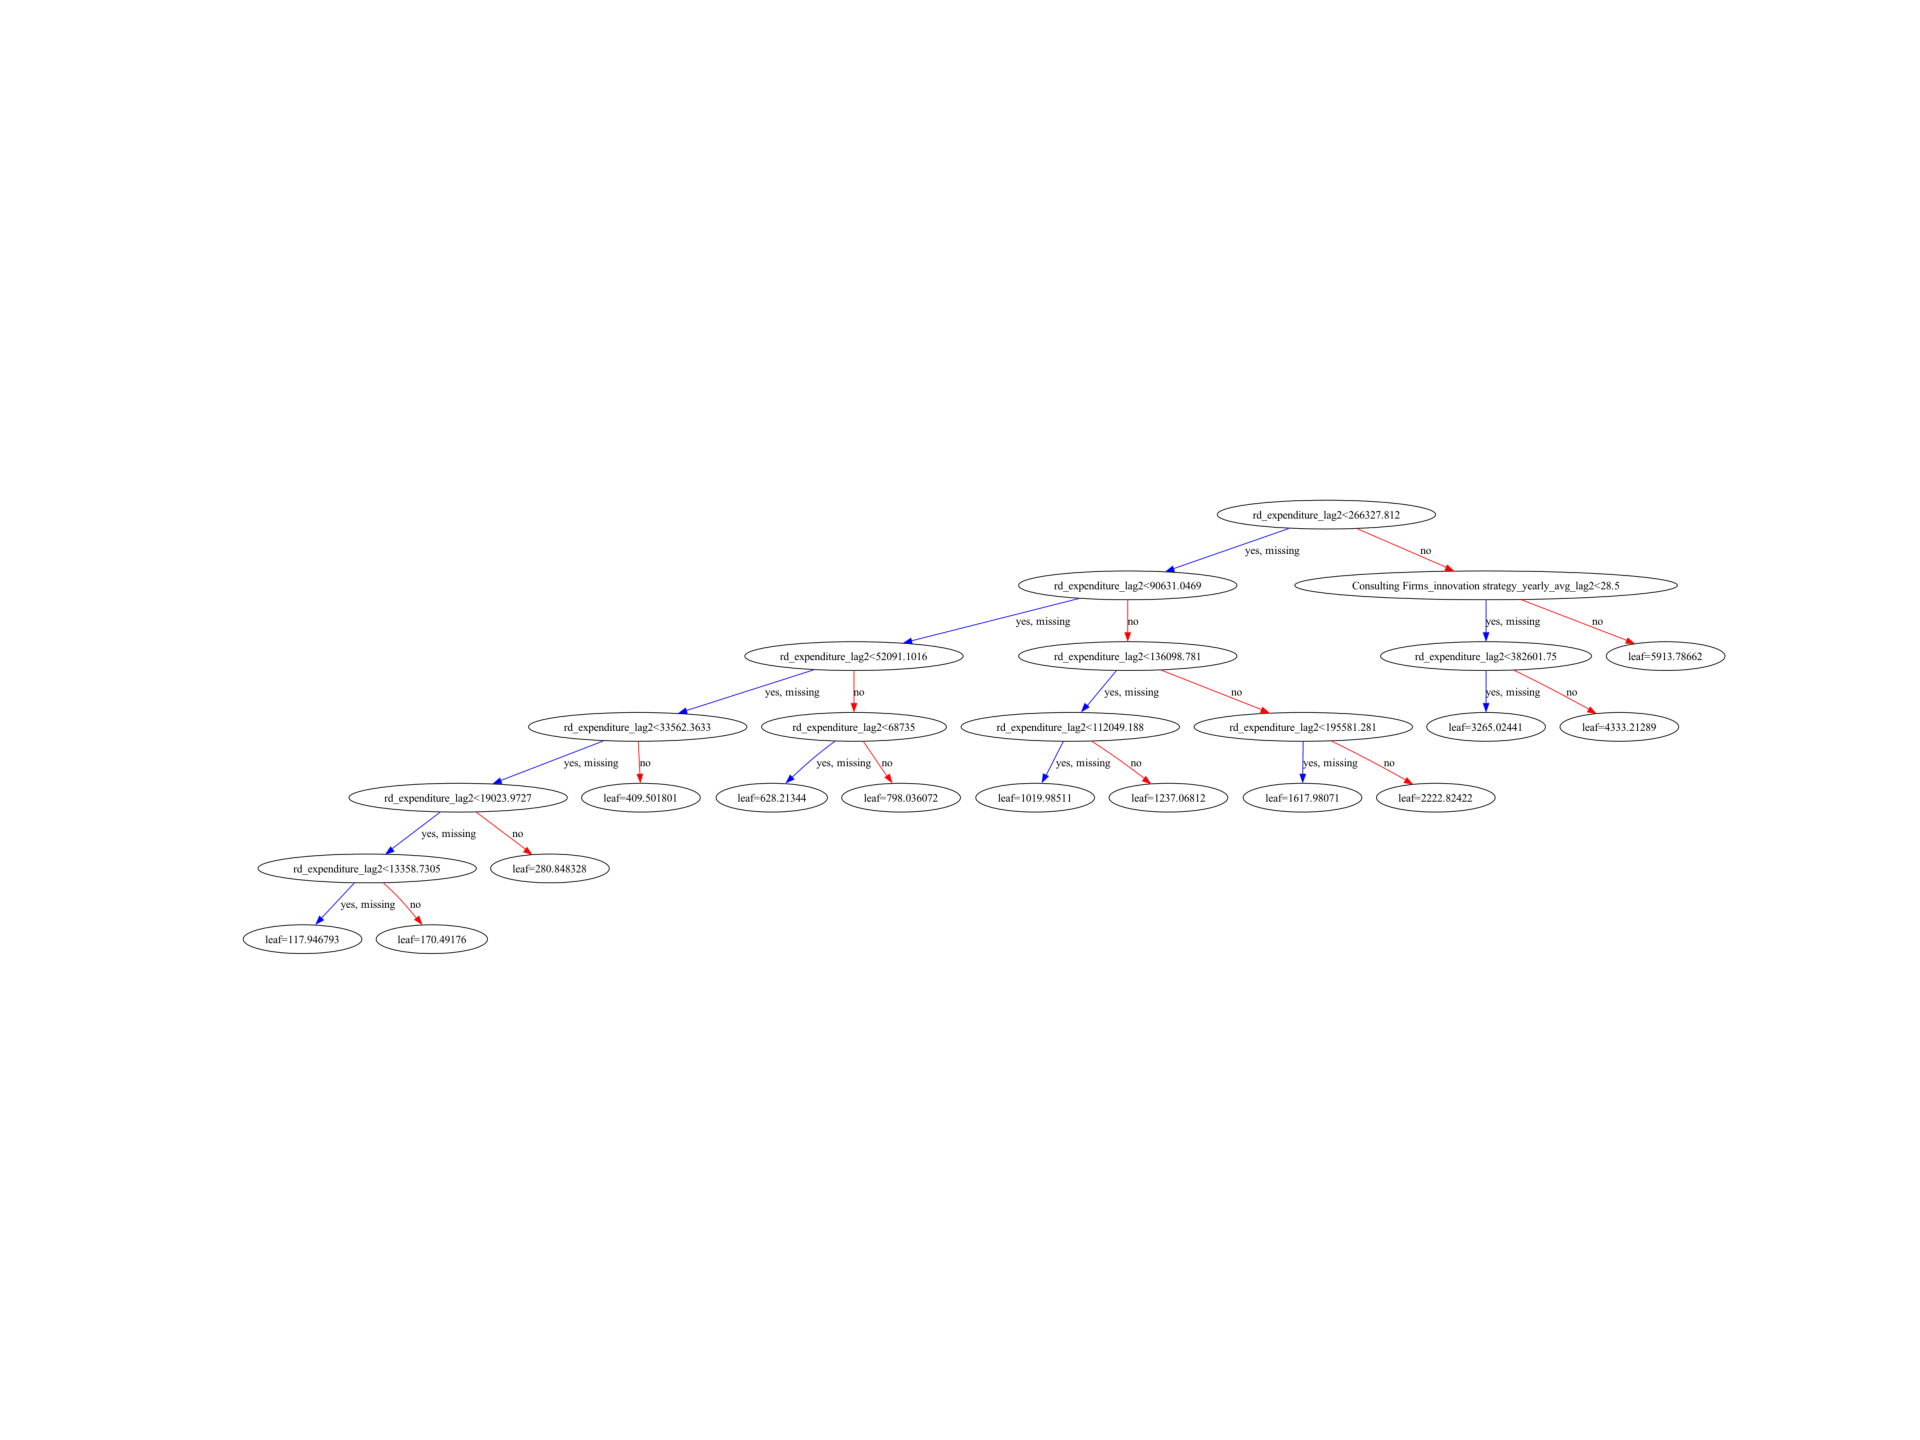 rd_expenditure_lag2<266327.812
yes, missing
no
rd_expenditure_lag2<90631.0469
Consulting Firms_innovation strategy_yearly_avg_lag2<28.5
yes, missing
no
yes, missing
no
rd_expenditure_lag2<52091.1016
rd_expenditure_lag2<136098.781
rd_expenditure_lag2<382601.75
leaf=5913.78662
yes, missing
no
yes, missing
no
yes, missing
no
rd_expenditure_lag2<33562.3633
rd_expenditure_lag2<68735
rd_expenditure_lag2<112049.188
rd_expenditure_lag2<195581.281
leaf=3265.02441
leaf=4333.21289
yes, missing
no
yes, missing
no
yes, missing
no
yes, missing
no
rd_expenditure_lag2<19023.9727
leaf=409.501801
leaf=628.21344
leaf=798.036072
leaf=1019.98511
leaf=1237.06812
leaf=1617.98071
leaf=2222.82422
yes, missing
no
rd_expenditure_lag2<13358.7305
leaf=280.848328
yes, missing
no
leaf=117.946793
leaf=170.49176